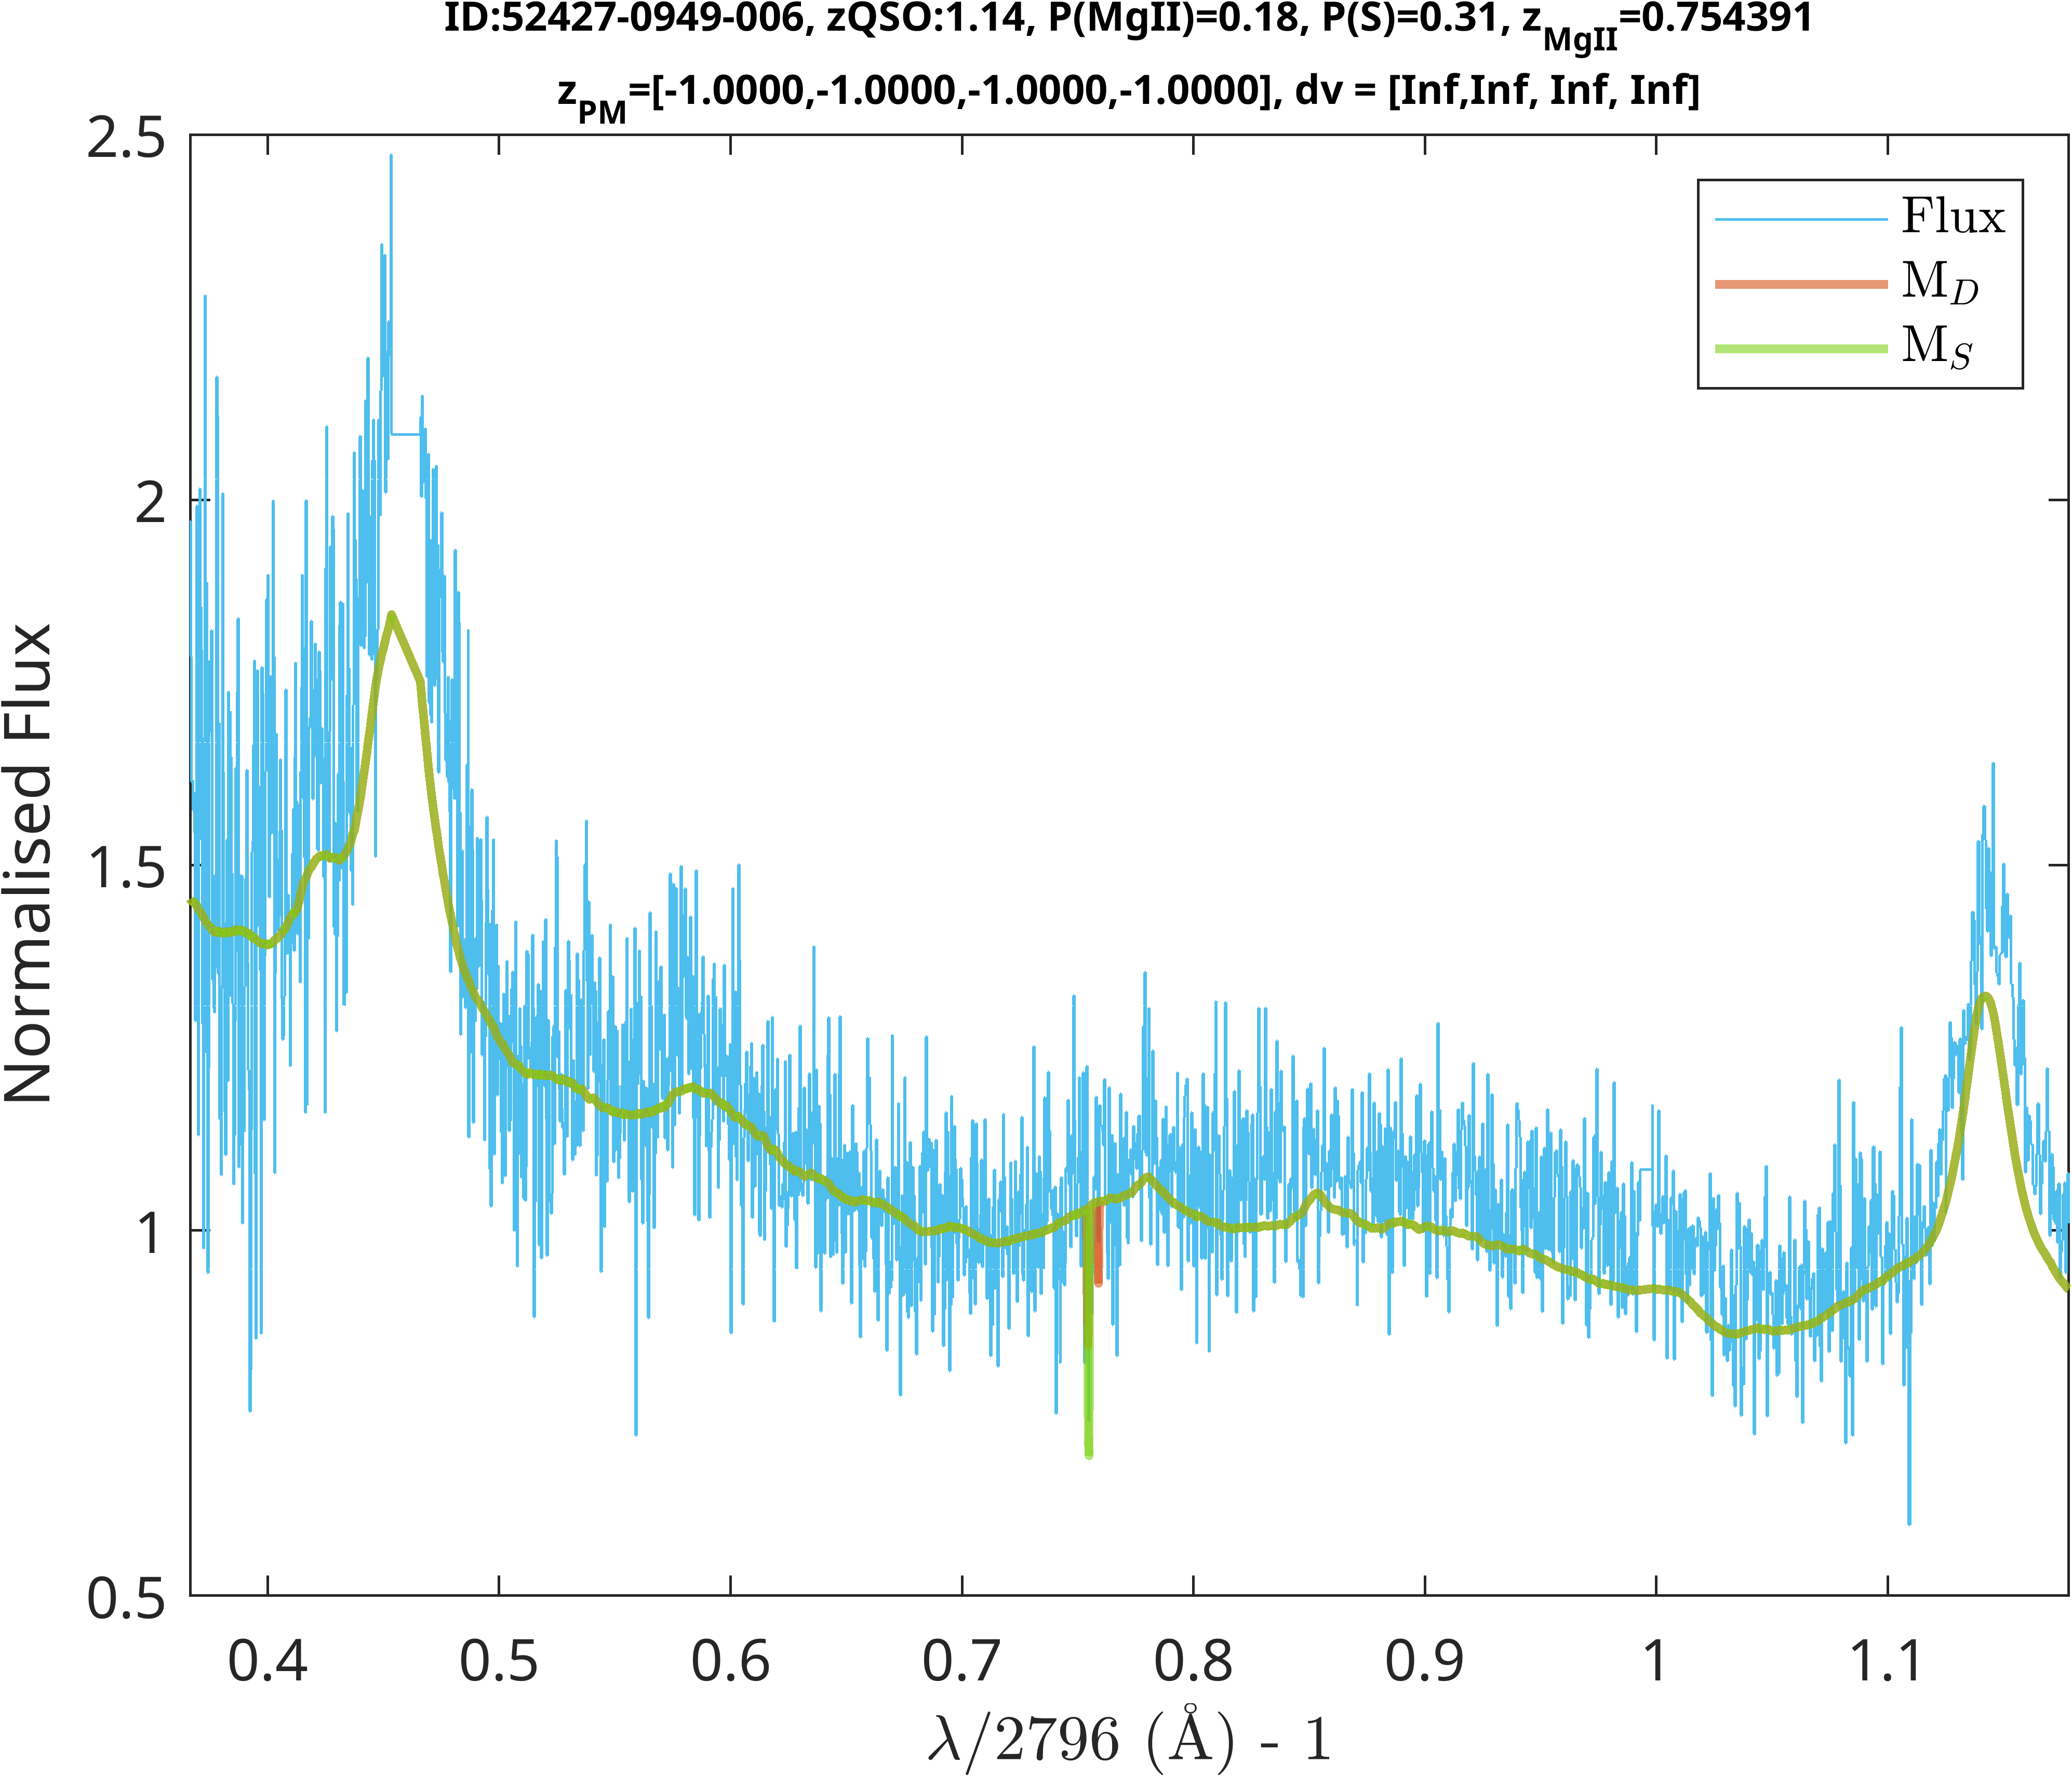 ID:52427-0949-006, zQSO:1.14, P(MgII)=0.18, P(S)=0.31, zMgII=0.754391
zPM=[-1.0000,-1.0000,-1.0000,-1.0000], dv = [Inf,Inf, Inf, Inf]
2.5
2
1.5
1
0.5
Normalised Flux
Flux
MD
MS
0.4 0.5 0.6 0.7 0.8 0.9 1 1.1
λ/2796 (Å) - 1